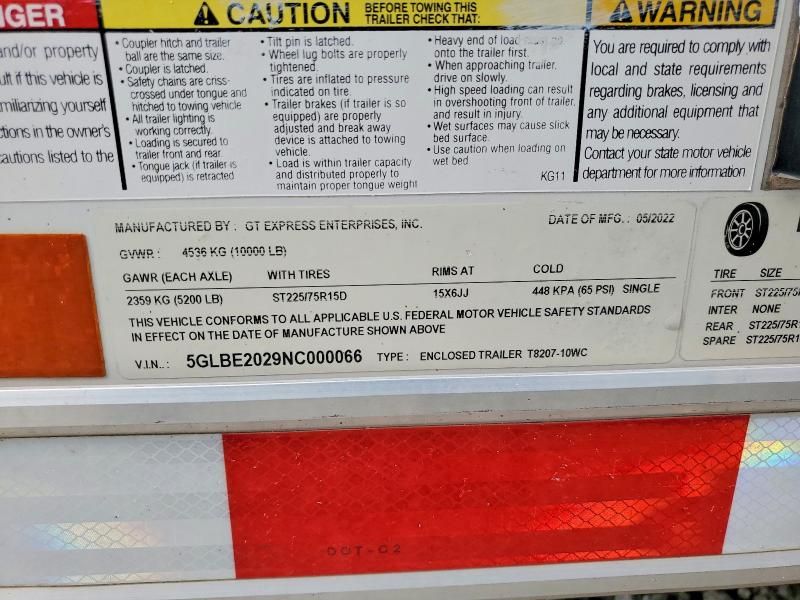 NGER
and/or property
ult if this vehicle is
miliarizing yourself
ctions in the owner's
cautions listed to the
CAUTION BEFORE TOWING THIS
TRAILER CHECK THAT:
• Coupler hitch and trailer
ball are the same size.
• Coupler is latched.
• Safety chains are criss-
crossed under tongue and
hitched to towing vehicle
• All trailer lighting is
working correctly.
• Loading is secured to
trailer front and rear.
• Tongue jack (if trailer is
equipped) is retracted
• Tilt pin is latched.
• Wheel lug bolts are properly
tightened.
• Tires are inflated to pressure
indicated on tire.
• Trailer brakes (if trailer is so
equipped) are properly
adjusted and break away
device is attached to towing
vehicle.
• Load is within trailer capacity
and distributed properly to
maintain proper tongue weight
• Heavy end of load must go
onto the trailer first.
• When approaching trailer,
drive on slowly.
• High speed loading can result
in overshooting front of trailer,
and result in injury.
• Wet surfaces may cause slick
bed surface.
• Use caution when loading on
wet bed.
KG11
WARNING
You are required to comply with
local and state requirements
regarding brakes, licensing and
any additional equipment that
may be necessary.
Contact your state motor vehicle
department for more information
MANUFACTURED BY: GT EXPRESS ENTERPRISES, INC. DATE OF MFG.: 05/2022
GVWR: 4536 KG (10000 LB)
GAWR (EACH AXLE) WITH TIRES RIMS AT COLD
2359 KG (5200 LB) ST225/75R15D 15X6JJ 448 KPA (65 PSI) SINGLE
THIS VEHICLE CONFORMS TO ALL APPLICABLE U.S. FEDERAL MOTOR VEHICLE SAFETY STANDARDS
IN EFFECT ON THE DATE OF MANUFACTURE SHOWN ABOVE
V.I.N.: 5GLBE2029NC000066 TYPE: ENCLOSED TRAILER T8207-10WC
TIRE SIZE
FRONT ST225/75
INTER NONE
REAR ST225/75R1
SPARE ST225/75R1
DOT-C2